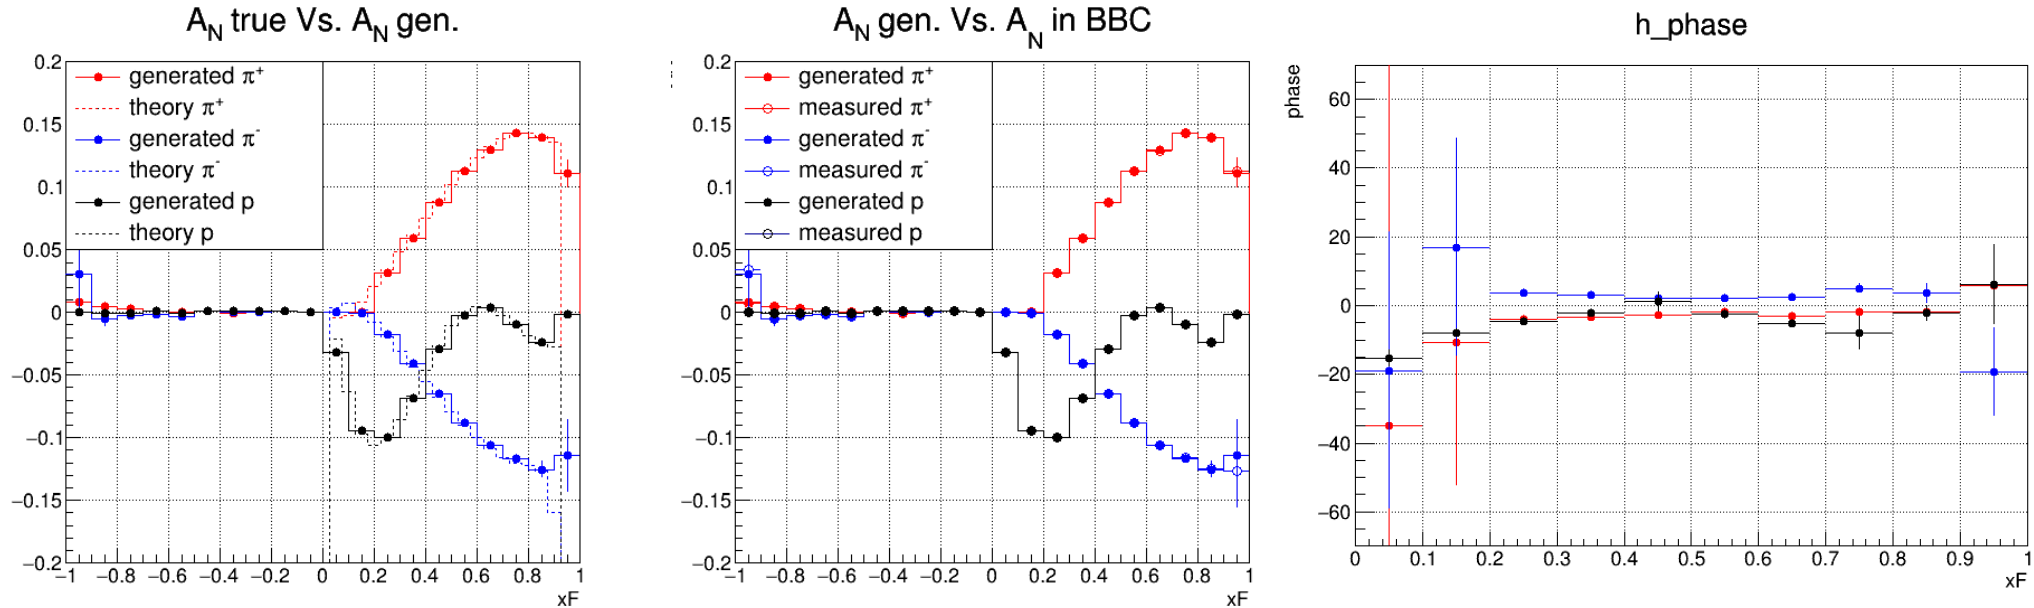 A_N true Vs. A_N gen.
0.2
0.15
0.1
0.05
0
−0.05
−0.1
−0.15
−0.2
generated π⁺
theory π⁺
generated π⁻
theory π⁻
generated p
theory p
−1 −0.8 −0.6 −0.4 −0.2 0 0.2 0.4 0.6 0.8 1
xF
A_N gen. Vs. A_N in BBC
0.2
0.15
0.1
0.05
0
−0.05
−0.1
−0.15
−0.2
generated π⁺
measured π⁺
generated π⁻
measured π⁻
generated p
measured p
−1 −0.8 −0.6 −0.4 −0.2 0 0.2 0.4 0.6 0.8 1
xF
h_phase
phase
60
40
20
0
−20
−40
−60
0 0.1 0.2 0.3 0.4 0.5 0.6 0.7 0.8 0.9 1
xF